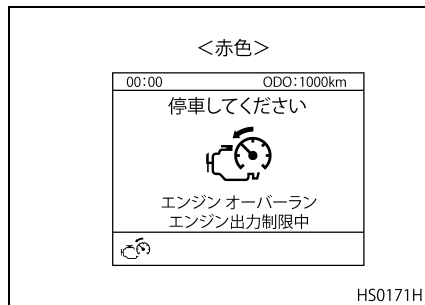 ＜赤色＞
00:00 ODO:1000km
停車してください
エンジン オーバーラン
エンジン出力制限中
HS0171H